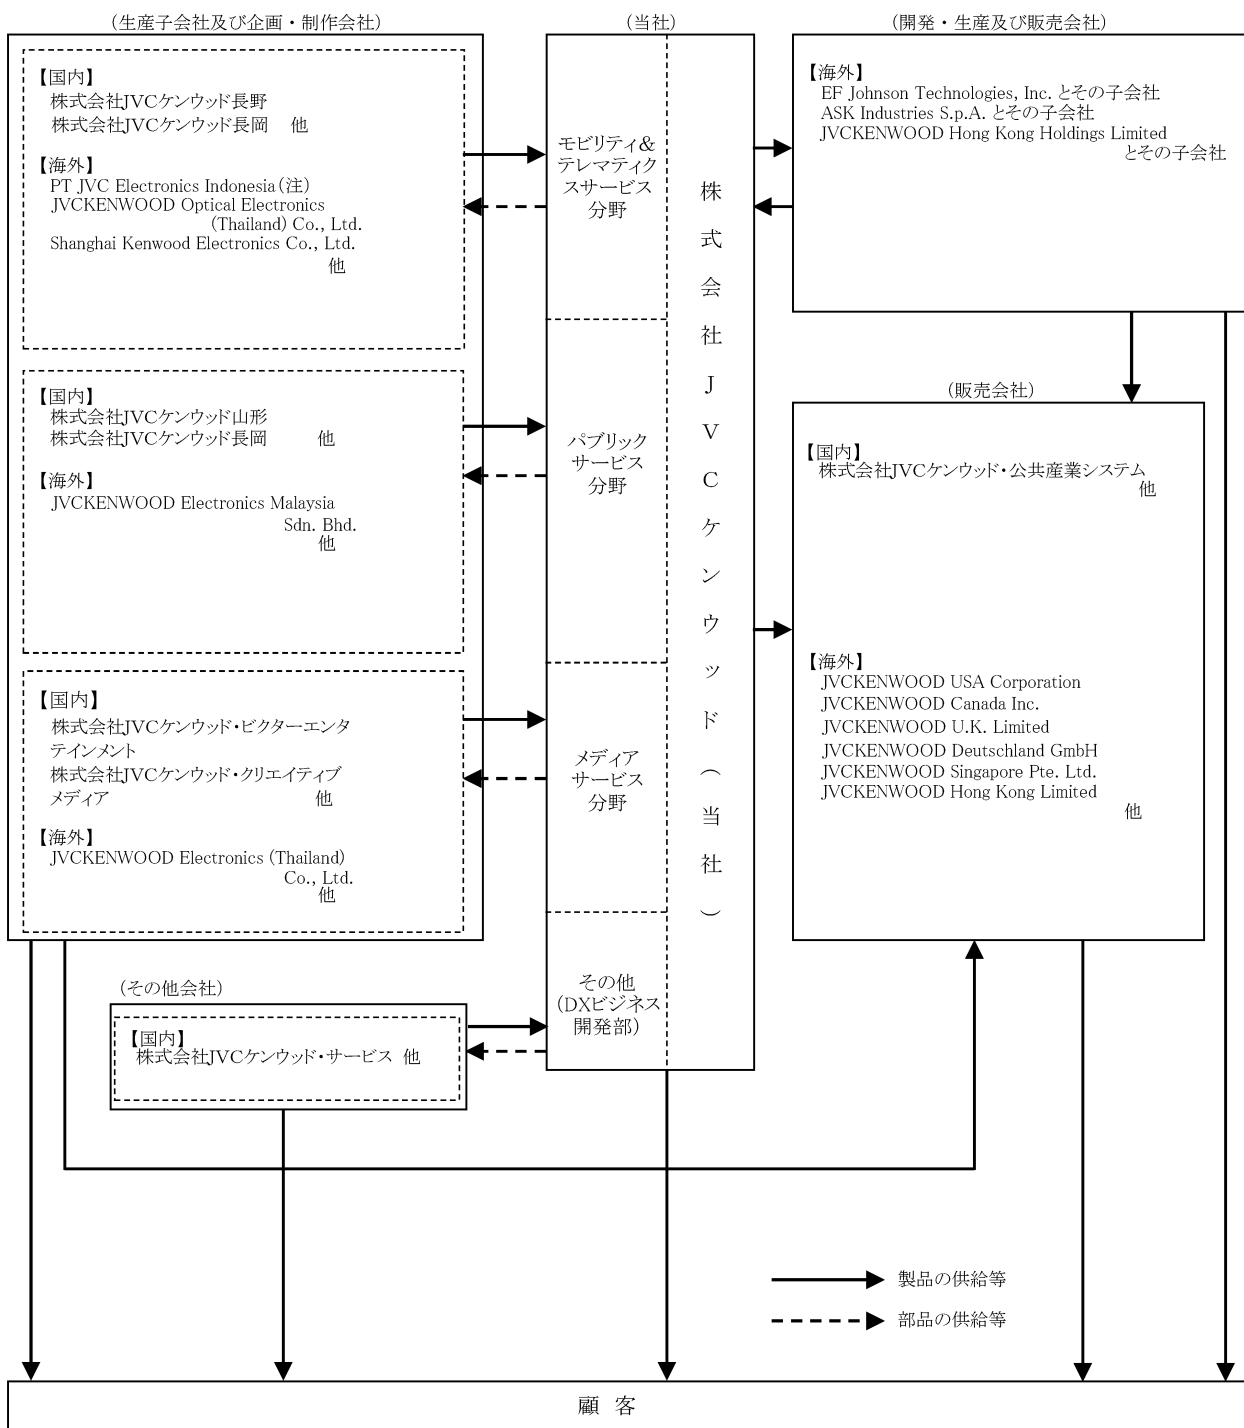 （生産子会社及び企画・制作会社）
【国内】
株式会社JVCケンウッド長野
株式会社JVCケンウッド長岡　他
【海外】
PT JVC Electronics Indonesia（注）
JVCKENWOOD Optical Electronics
(Thailand) Co., Ltd.
Shanghai Kenwood Electronics Co., Ltd.
他
【国内】
株式会社JVCケンウッド山形
株式会社JVCケンウッド長岡　他
【海外】
JVCKENWOOD Electronics Malaysia
Sdn. Bhd.
他
【国内】
株式会社JVCケンウッド・ビクターエンタ
テインメント
株式会社JVCケンウッド・クリエイティブ
メディア　他
【海外】
JVCKENWOOD Electronics (Thailand)
Co., Ltd.
他
（その他会社）
【国内】
株式会社JVCケンウッド・サービス 他
（当社）
モビリティ&
テレマティク
スサービス
分野
パブリック
サービス
分野
メディア
サービス
分野
その他
（DXビジネス
開発部）
株式会社JVCケンウッド（当社）
（開発・生産及び販売会社）
【海外】
EF Johnson Technologies, Inc. とその子会社
ASK Industries S.p.A. とその子会社
JVCKENWOOD Hong Kong Holdings Limited
とその子会社
（販売会社）
【国内】
株式会社JVCケンウッド・公共産業システム
他
【海外】
JVCKENWOOD USA Corporation
JVCKENWOOD Canada Inc.
JVCKENWOOD U.K. Limited
JVCKENWOOD Deutschland GmbH
JVCKENWOOD Singapore Pte. Ltd.
JVCKENWOOD Hong Kong Limited
他
製品の供給等
部品の供給等
顧 客